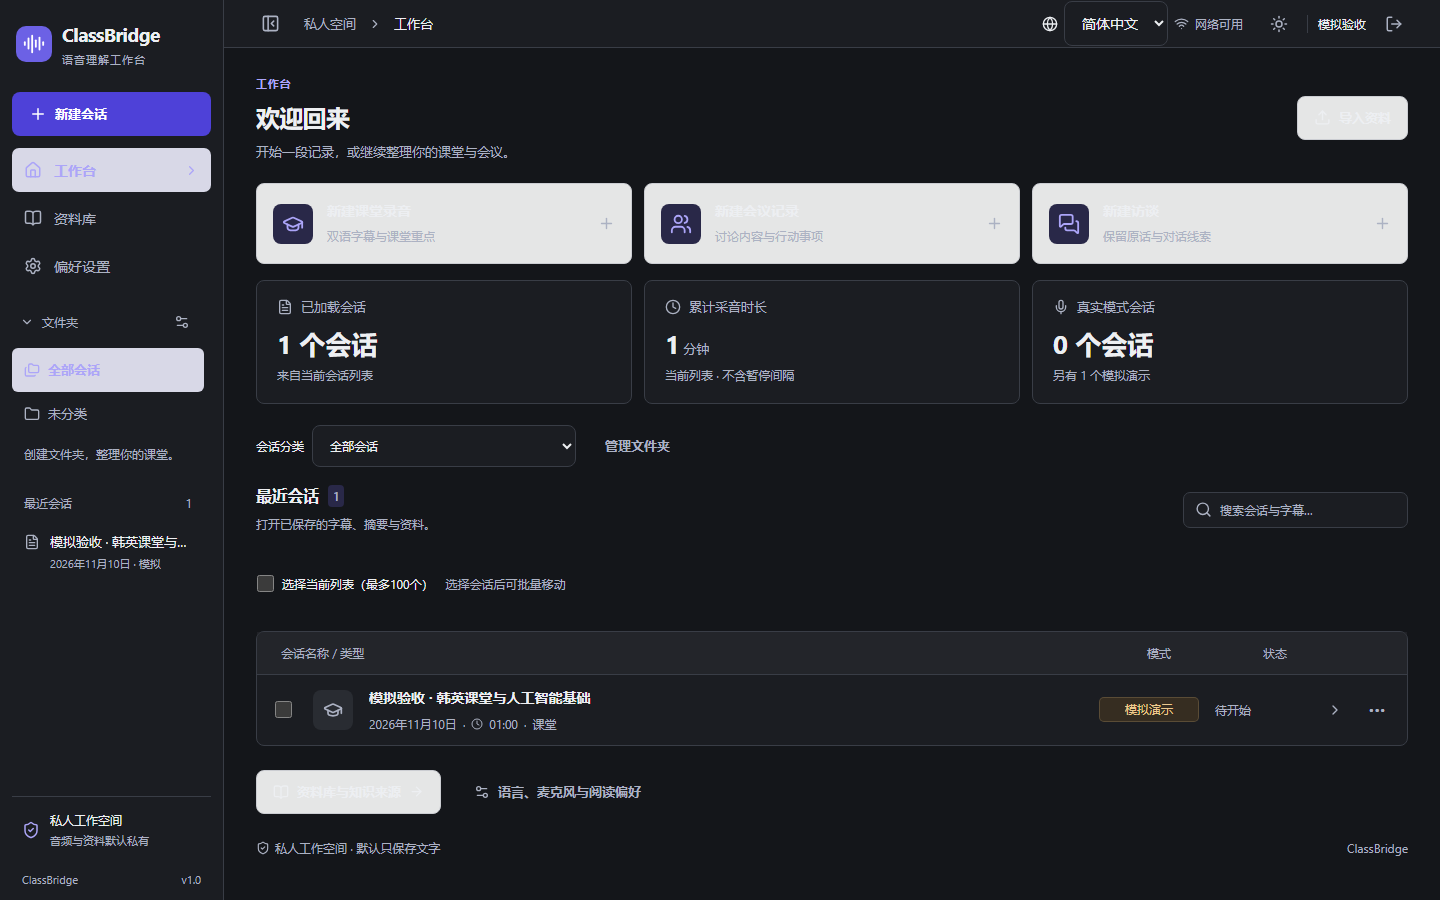 ClassBridge
语音理解工作台
新建会话
工作台
资料库
偏好设置
文件夹
全部会话
未分类
创建文件夹，整理你的课堂。
最近会话 1
模拟验收 · 韩英课堂与...
2026年11月10日 · 模拟
私人工作空间
音频与资料默认私有
ClassBridge v1.0
私人空间 工作台
简体中文 网络可用 模拟验收
工作台
欢迎回来
开始一段记录，或继续整理你的课堂与会议。
导入资料
新建课堂录音
双语字幕与课堂重点
新建会议记录
讨论内容与行动事项
新建访谈
保留原话与对话线索
已加载会话
1 个会话
来自当前会话列表
累计采音时长
1 分钟
当前列表 · 不含暂停间隔
真实模式会话
0 个会话
另有 1 个模拟演示
会话分类 全部会话 管理文件夹
最近会话 1
打开已保存的字幕、摘要与资料。
搜索会话与字幕...
选择当前列表（最多100个） 选择会话后可批量移动
会话名称 / 类型 模式 状态
模拟验收 · 韩英课堂与人工智能基础
2026年11月10日 · 01:00 · 课堂
模拟演示 待开始
资料库与知识来源
语言、麦克风与阅读偏好
私人工作空间 · 默认只保存文字
ClassBridge